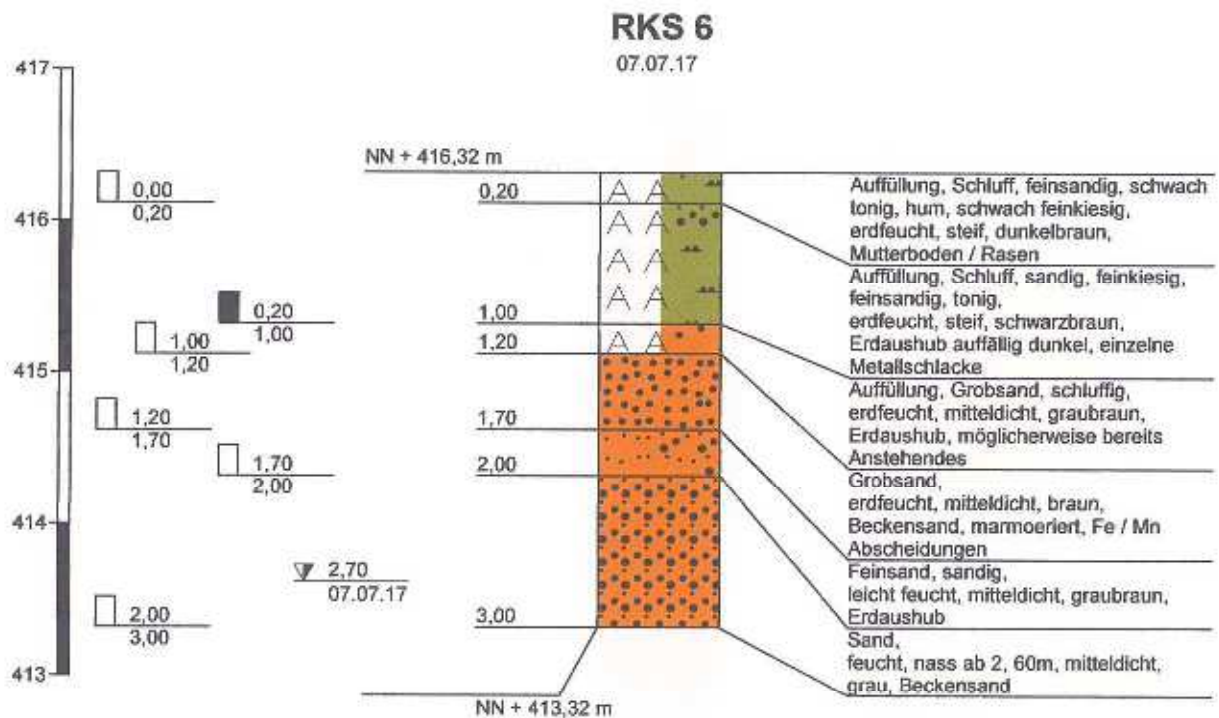 RKS 6
07.07.17
417
NN + 416,32 m
0,00
0,20
0,20
416
0,20
1,00
1,00
1,00
1,20
1,20
415
1,20
1,70
1,70
1,70
2,00
2,00
414
2,70
07.07.17
2,00
3,00
3,00
413
NN + 413,32 m
A A
A A
A A
A A
A A
Auffüllung, Schluff, feinsandig, schwach
tonig, hum, schwach feinkiesig,
erdfeucht, steif, dunkelbraun,
Mutterboden / Rasen
Auffüllung, Schluff, sandig, feinkiesig,
feinsandig, tonig,
erdfeucht, steif, schwarzbraun,
Erdaushub auffällig dunkel, einzelne
Metallschlacke
Auffüllung, Grobsand, schluffig,
erdfeucht, mitteldicht, graubraun,
Erdaushub, möglicherweise bereits
Anstehendes
Grobsand,
erdfeucht, mitteldicht, braun,
Beckensand, marmoeriert, Fe / Mn
Abscheidungen
Feinsand, sandig,
leicht feucht, mitteldicht, graubraun,
Erdaushub
Sand,
feucht, nass ab 2, 60m, mitteldicht,
grau, Beckensand